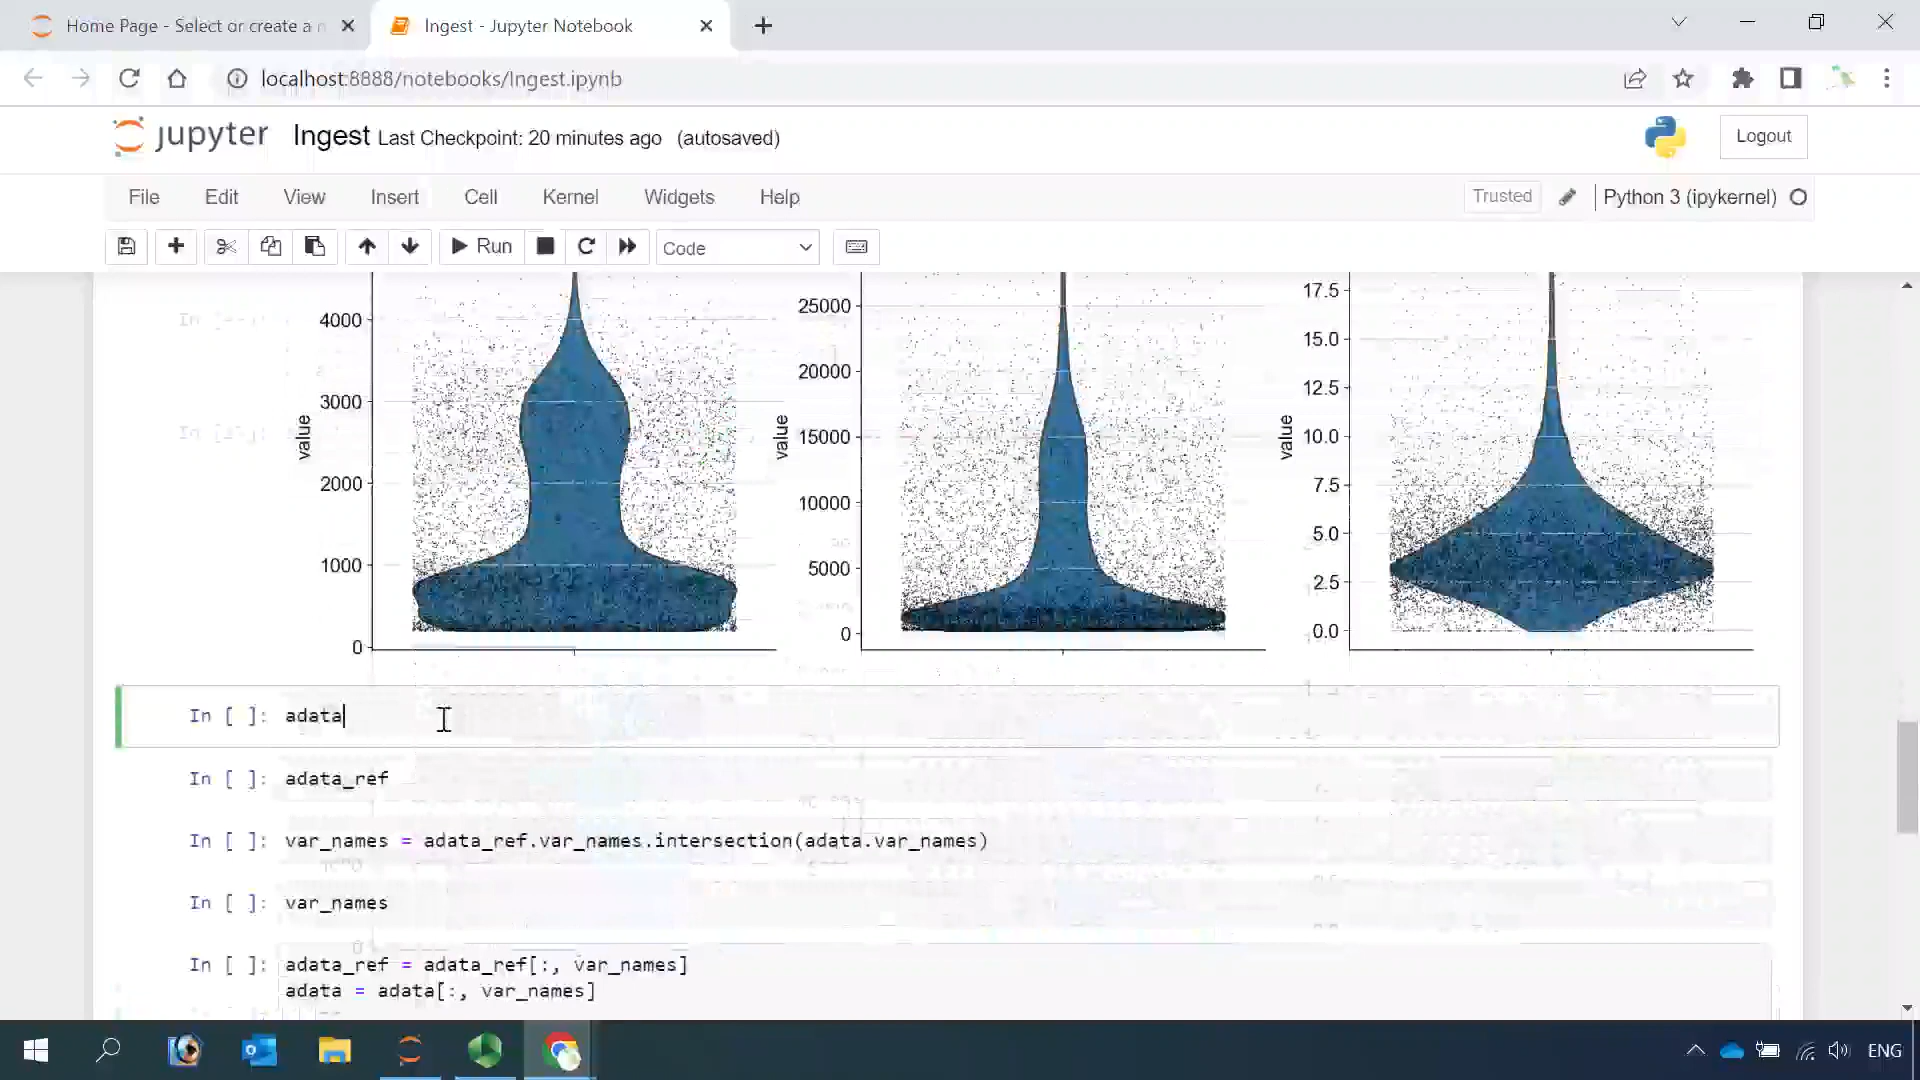 Home Page - Select or create a n
Ingest - Jupyter Notebook
localhost:8888/notebooks/Ingest.ipynb
jupyter Ingest Last Checkpoint: 20 minutes ago (autosaved)
Logout
File Edit View Insert Cell Kernel Widgets Help
Trusted
Python 3 (ipykernel)
Run
Code
4000
3000
2000
1000
0
value
25000
20000
15000
10000
5000
0
value
17.5
15.0
12.5
10.0
7.5
5.0
2.5
0.0
value
In [ ]: adata
In [ ]: adata_ref
In [ ]: var_names = adata_ref.var_names.intersection(adata.var_names)
In [ ]: var_names
In [ ]: adata_ref = adata_ref[:, var_names]
adata = adata[:, var_names]
ENG